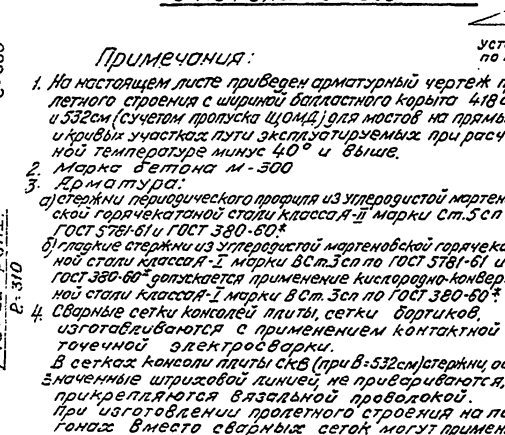 Примечания:
1. На настоящем листе приведен арматурный чертеж
летного строения с шириной балластного корыта 418
и 532см (с учетом пропуска ЩОМД) для мостов на прямы
и кривых участках пути эксплуатируемых при расч
ной температуре минус 40° и выше.
2. Марка бетона м-300
3. Арматура:
а) стержни периодического профиля из углеродистой мартен
ской горячекатаной стали класса А-II марки Ст.5сп
ГОСТ 5781-61 и ГОСТ 380-60*
б) гладкие стержни из углеродистой мартеновской горячека
ной стали класса А-I марки ВСт.3сп по ГОСТ 5781-61 и
ГОСТ 380-60* допускается применение кислородно-конвер
ной стали класса А-I марки ВСт.3сп по ГОСТ 380-60*.
4. Сварные сетки консолей плиты, сетки бортиков,
изготавливаются с применением контактной
точечной электросварки.
В сетках консоли плиты СКВ (при В=532см) стержни, об
значенные штриховой линией, не привариваются,
прикрепляются вязальной проволокой.
При изготовлении пролетного строения на по
гонах вместо сварных сеток могут примен
уст
по
Р=310